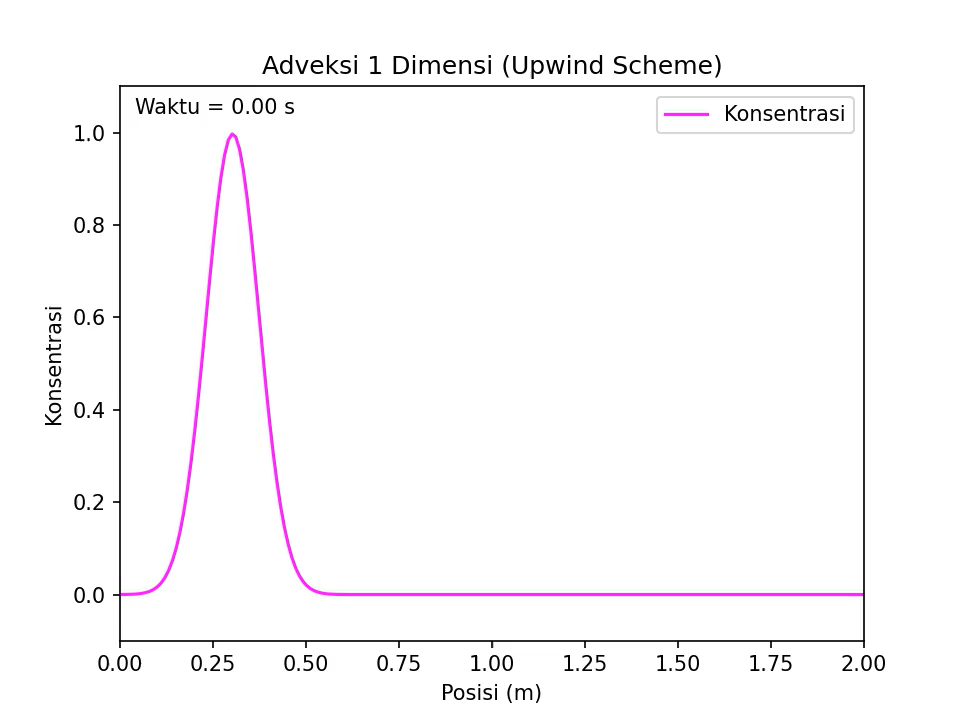 Adveksi 1 Dimensi (Upwind Scheme)
Waktu = 0.00 s
Konsentrasi
1.0
0.8
0.6
0.4
0.2
0.0
Konsentrasi
0.00 0.25 0.50 0.75 1.00 1.25 1.50 1.75 2.00
Posisi (m)